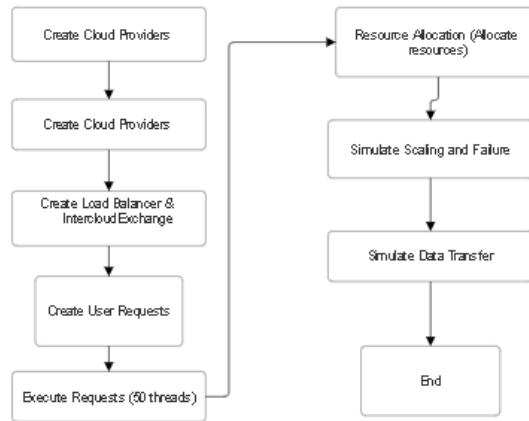 Create Cloud Providers
Create Cloud Providers
Create Load Balancer &
Intercloud Exchange
Create User Requests
Execute Requests (50 threads)
Resource Allocation (Allocate
resources)
Simulate Scaling and Failure
Simulate Data Transfer
End